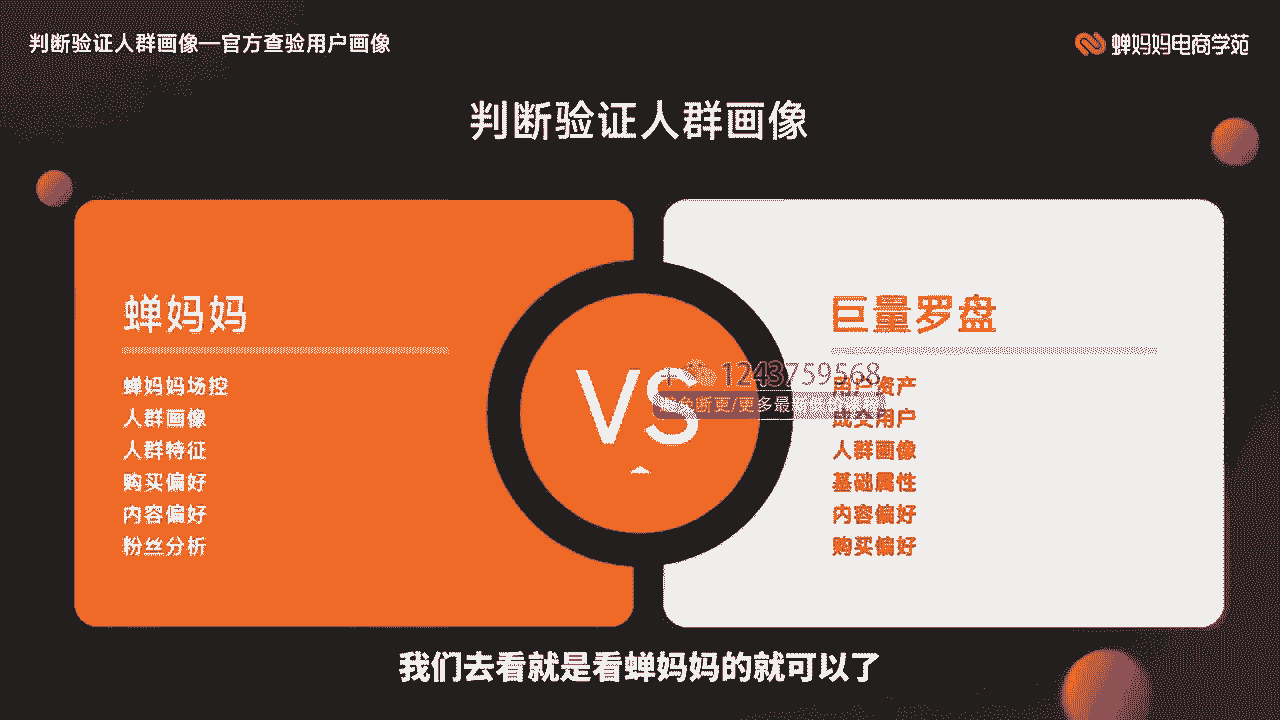 判断验证人群画像—官方查验用户画像
蝉妈妈电商学苑
判断验证人群画像
蝉妈妈
蝉妈妈场控
人群画像
人群特征
购买偏好
内容偏好
粉丝分析
VS
1243759568
免断更/更多最
巨量罗盘
用户资产
成交用户
人群画像
基础属性
内容偏好
购买偏好
我们去看就是看蝉妈妈的就可以了